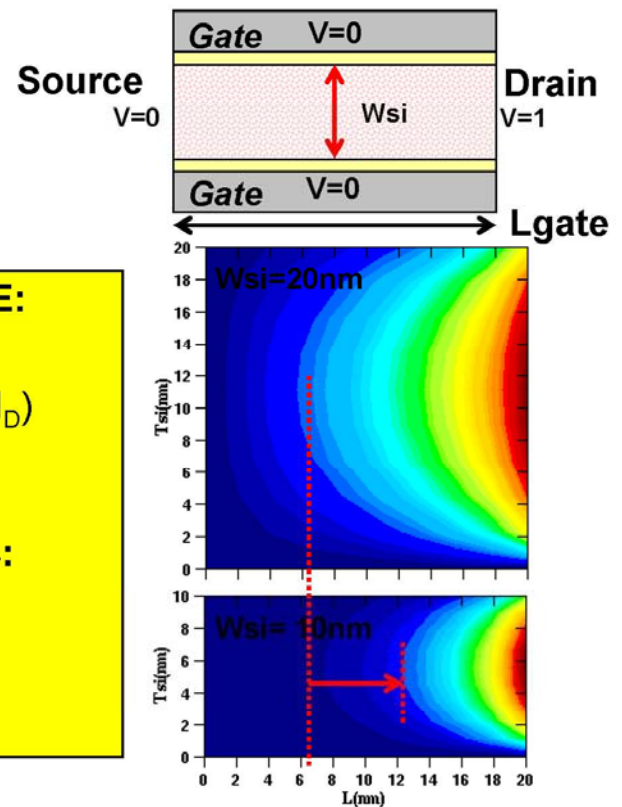 Gate V=0
Source
V=0
Wsi
Drain
V=1
Gate V=0
Lgate
E:
D)
:
Wsi=20nm
Tsi(nm)
20
18
16
14
12
10
8
6
4
2
0
Wsi= 10nm
Tsi(nm)
10
8
6
4
2
0
0 2 4 6 8 10 12 14 16 18 20
L(nm)